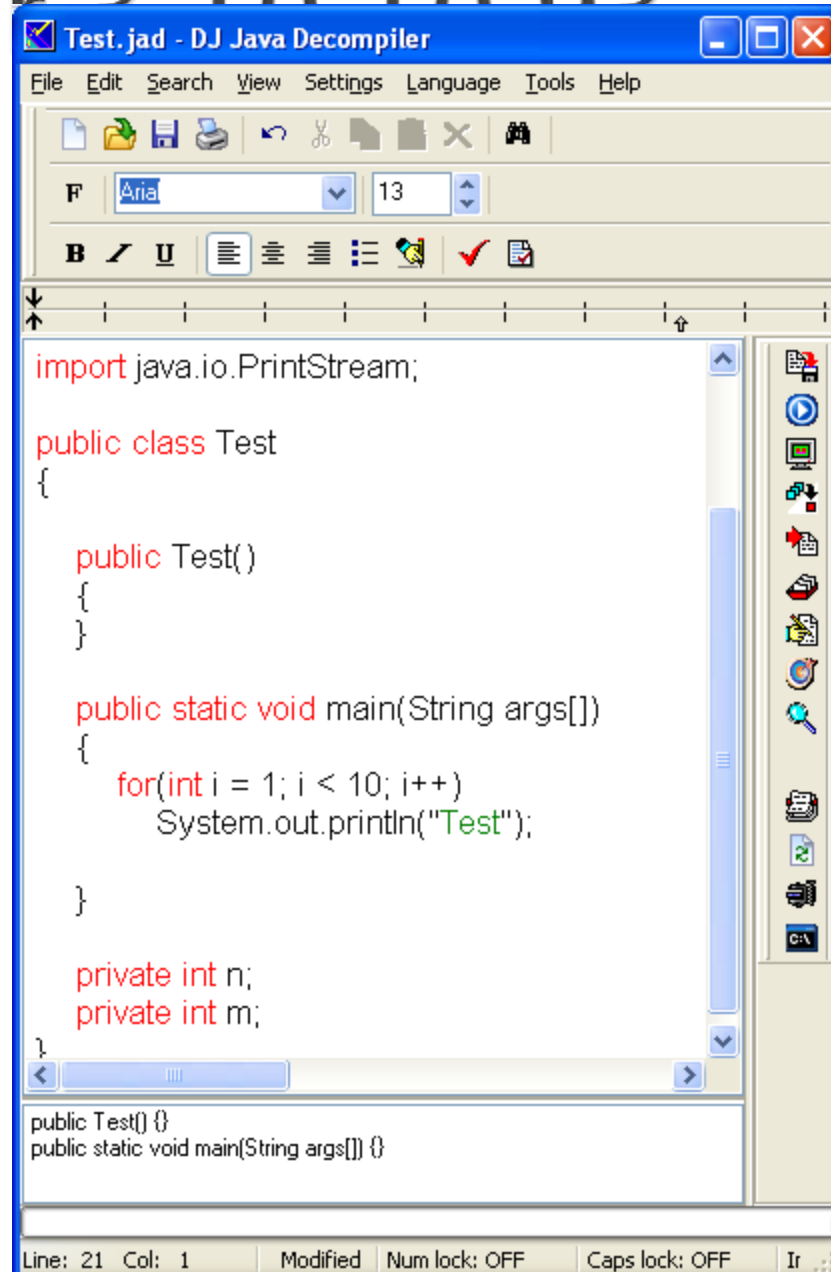 Test.jad - DJ Java Decompiler
File Edit Search View Settings Language Tools Help
F Arial 13
B I U
import java.io.PrintStream;
public class Test
{
public Test()
{
}
public static void main(String args[])
{
for(int i = 1; i < 10; i++)
System.out.println("Test");
}
private int n;
private int m;
}
C:\
public Test() {}
public static void main(String args[]) {}
Line: 21 Col: 1 Modified Num lock: OFF Caps lock: OFF